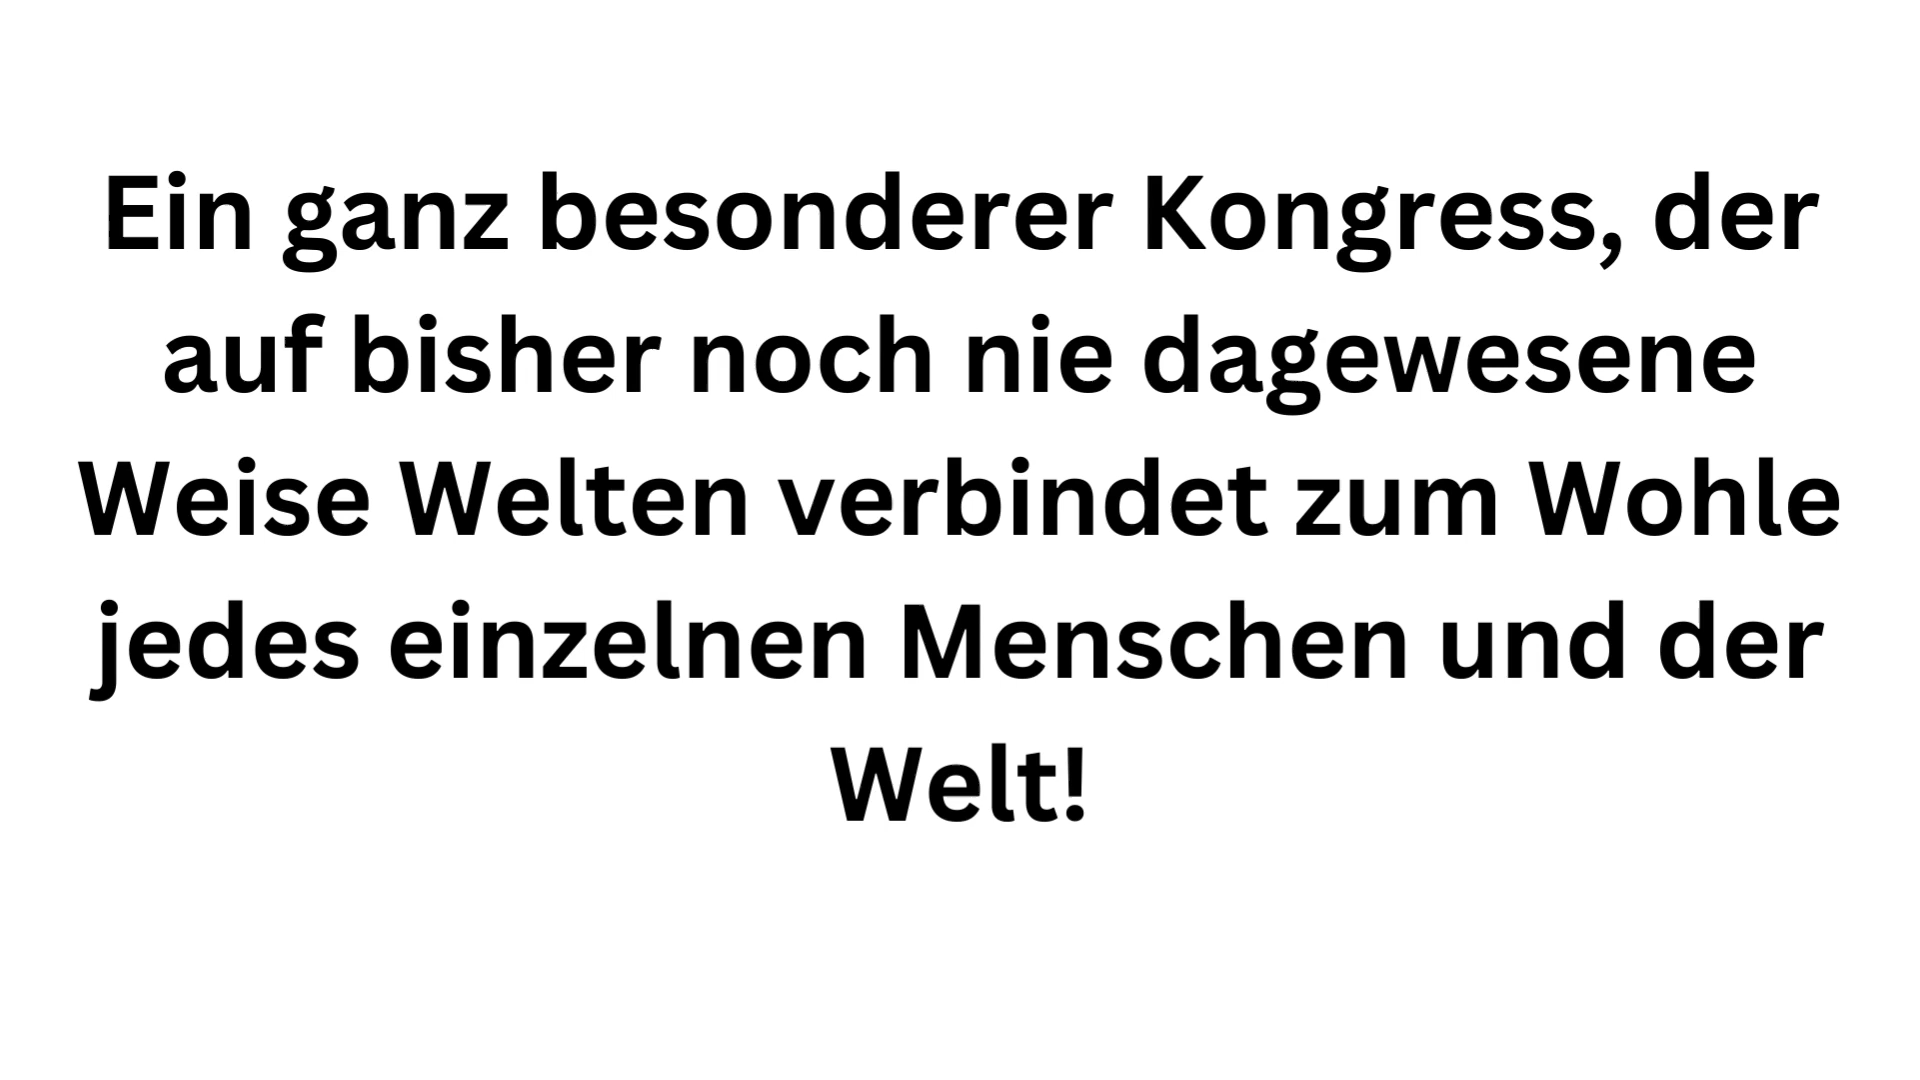 Ein ganz besonderer Kongress, der
auf bisher noch nie dagewesene
Weise Welten verbindet zum Wohle
jedes einzelnen Menschen und der
Welt!